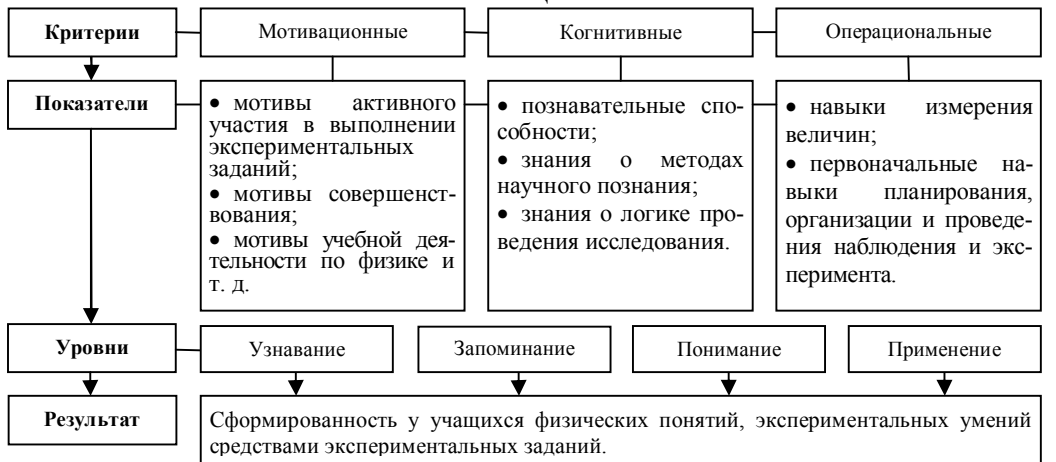 Критерии
Мотивационные
Когнитивные
Операциональные
Показатели
• мотивы активного
участия в выполнении
экспериментальных
заданий;
• мотивы совершенст-
вования;
• мотивы учебной дея-
тельности по физике и
т. д.
• познавательные спо-
собности;
• знания о методах
научного познания;
• знания о логике про-
ведения исследования.
• навыки измерения
величин;
• первоначальные на-
выки планирования,
организации и проведе-
ния наблюдения и экс-
перимента.
Уровни
Узнавание
Запоминание
Понимание
Применение
Результат
Сформированность у учащихся физических понятий, экспериментальных умений
средствами экспериментальных заданий.